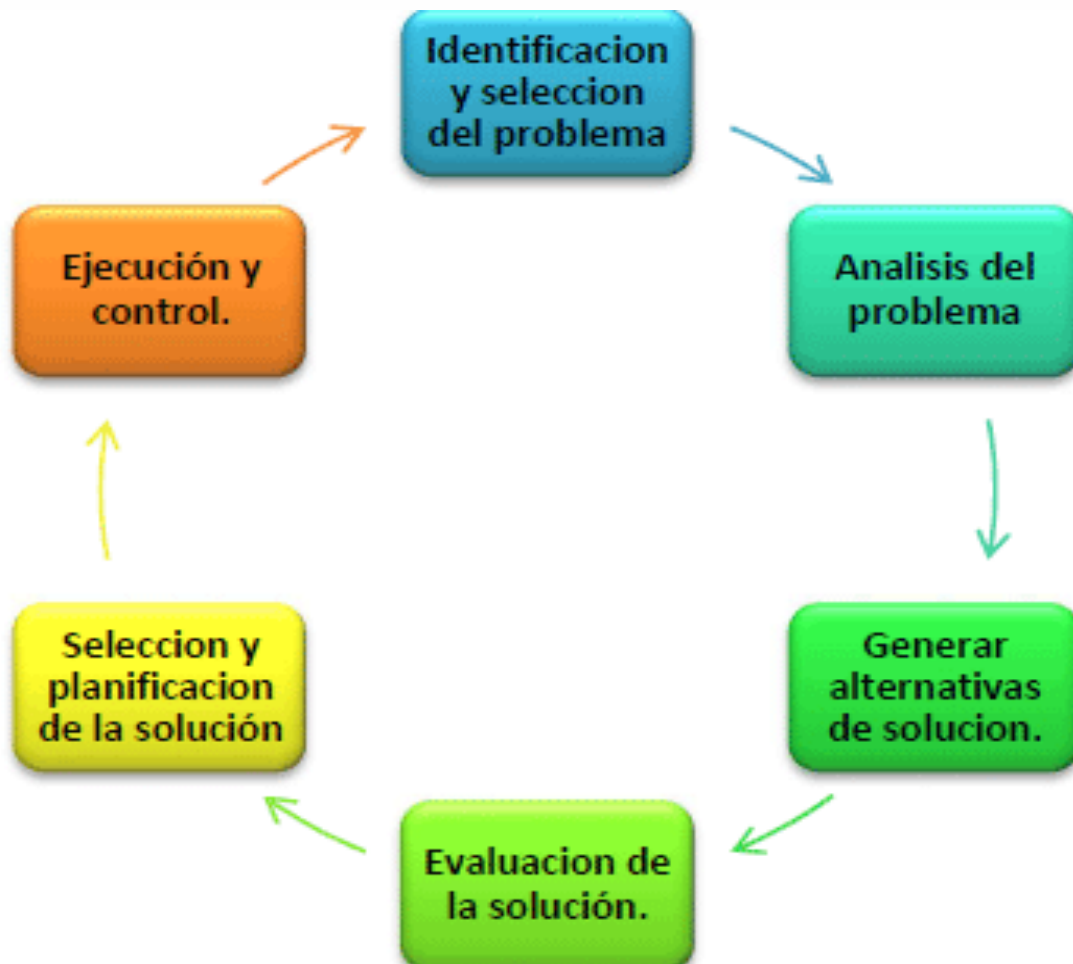 Identificacion
y seleccion
del problema
Analisis del
problema
Generar
alternativas
de solucion.
Evaluacion de
la solución.
Seleccion y
planificacion
de la solución
Ejecución y
control.